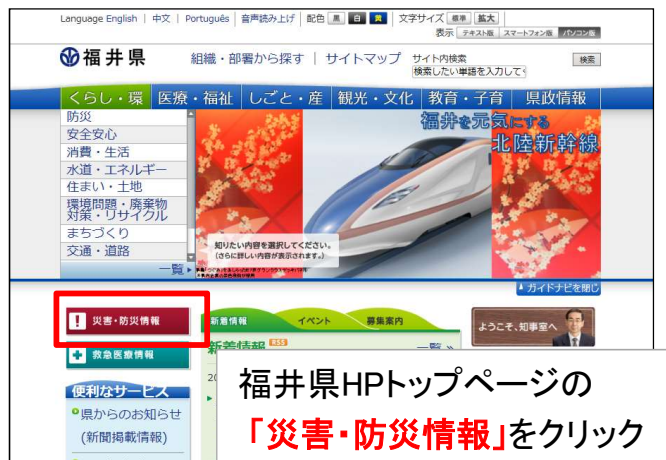 Language English | 中文 | Português | 音声読み上げ | 配色 黒 白 青 | 文字サイズ 標準 拡大
表示 テキスト版 スマートフォン版 パソコン版
福井県 組織・部署から探す | サイトマップ サイト内検索
検索したい単語を入力して 検索
くらし・環 医療・福祉 しごと・産 観光・文化 教育・子育 県政情報
防災
安全安心
消費・生活
水道・エネルギー
住まい・土地
環境問題・廃棄物
対策・リサイクル
まちづくり
交通・道路
一覧
福井を元気にする
北陸新幹線
知りたい内容を選択してください。
(さらに詳しい内容が表示されます。)
ガイドナビを閉じ
災害・防災情報
救急医療情報
便利なサービス
県からのお知らせ
(新聞掲載情報)
新着情報 イベント 募集案内
新着情報 RSS 一覧 »
ようこそ、知事室へ
福井県HPトップページの
「災害・防災情報」をクリック